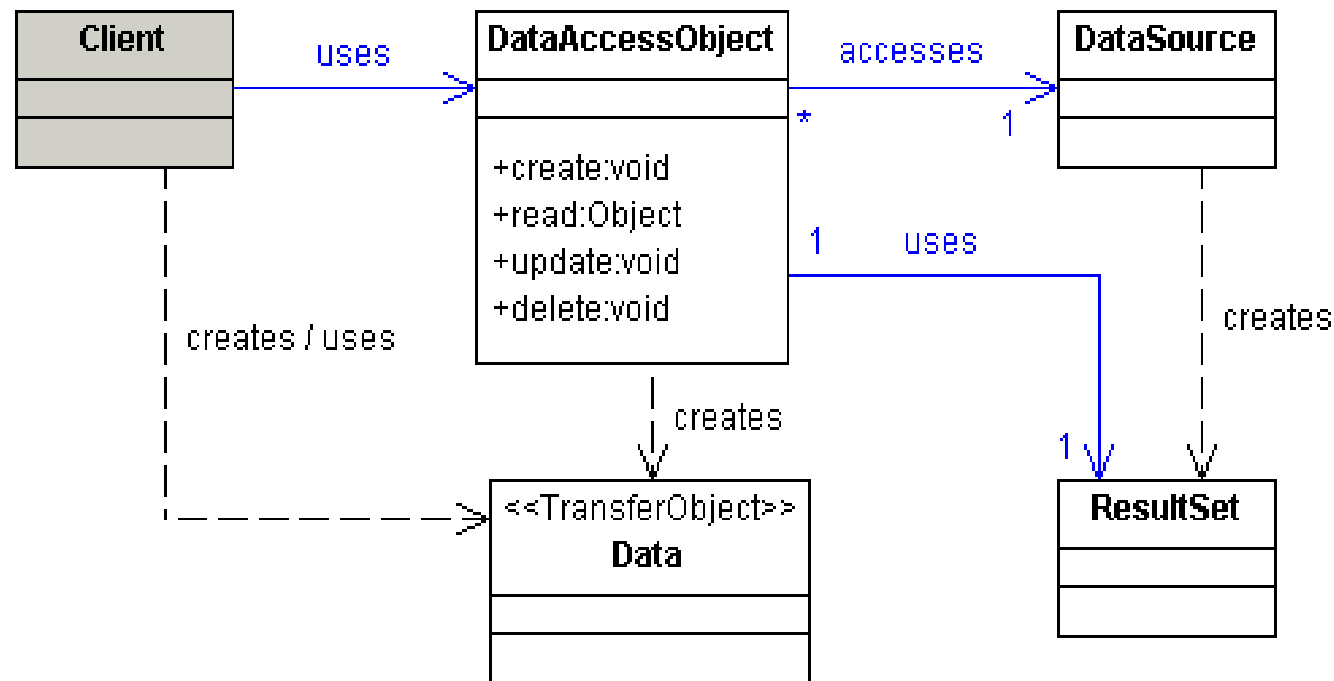 Client
uses
DataAccessObject
accesses
DataSource
*
1
+create:void
+read:Object
+update:void
+delete:void
1
uses
creates / uses
creates
creates
1
<<TransferObject>>
Data
ResultSet